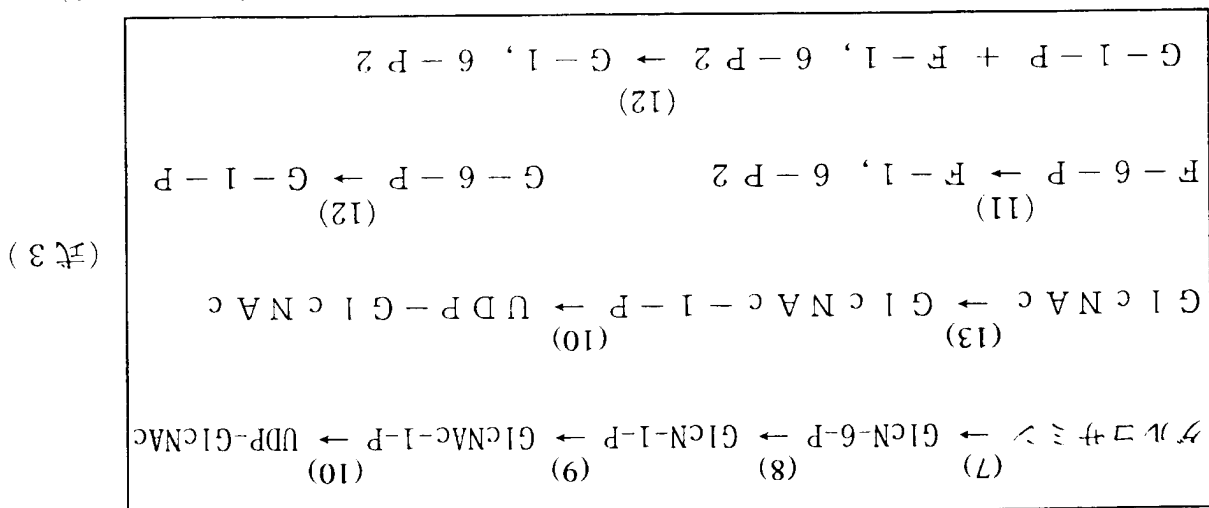 (7) (8) (9) (10)
グルコサミン → GlcN-6-P → GlcN-1-P → GlcNAc-1-P → UDP-GlcNAc
(13) (10)
GlcNAc → GlcNAc-1-P → UDP-GlcNAc
(式3)
(11) (12)
F-6-P → F-1, 6-P2 G-6-P → G-1-P
(12)
G-1-P + F-1, 6-P2 → G-1, 6-P2